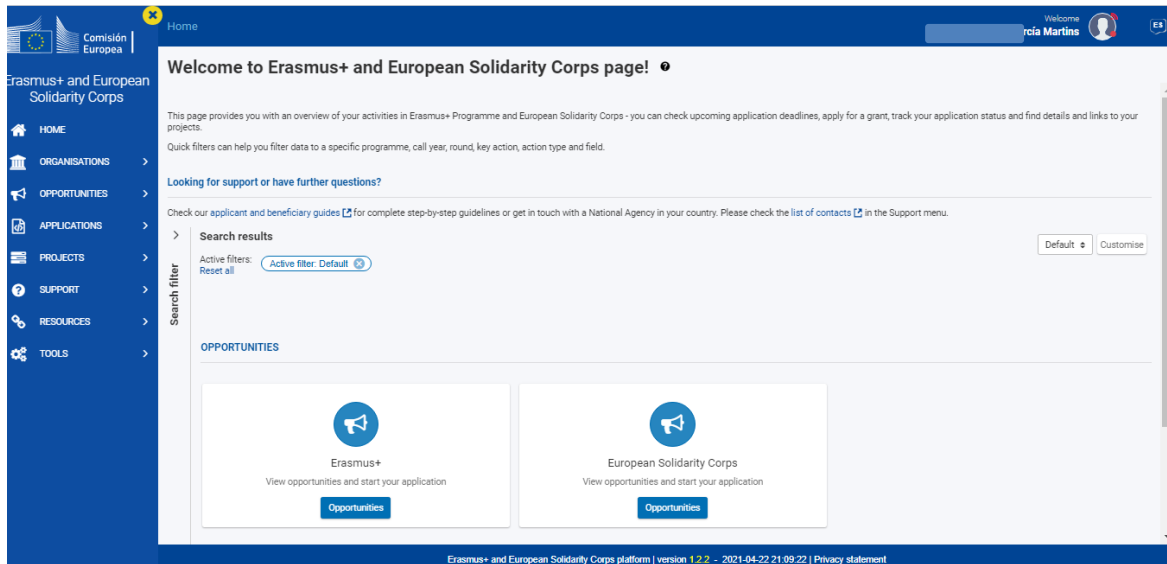 Comisión
Europea
Erasmus+ and European
Solidarity Corps
HOME
ORGANISATIONS
OPPORTUNITIES
APPLICATIONS
PROJECTS
SUPPORT
RESOURCES
TOOLS
Home
Welcome
rcía Martins
ES
Welcome to Erasmus+ and European Solidarity Corps page!
This page provides you with an overview of your activities in Erasmus+ Programme and European Solidarity Corps - you can check upcoming application deadlines, apply for a grant, track your application status and find details and links to your
projects.
Quick filters can help you filter data to a specific programme, call year, round, key action, action type and field.
Looking for support or have further questions?
Check our applicant and beneficiary guides for complete step-by-step guidelines or get in touch with a National Agency in your country. Please check the list of contacts in the Support menu.
Search filter
Search results
Default
Customise
Active filters:
Reset all
Active filter: Default
OPPORTUNITIES
Erasmus+
View opportunities and start your application
Opportunities
European Solidarity Corps
View opportunities and start your application
Opportunities
Erasmus+ and European Solidarity Corps platform | version 1.2.2 - 2021-04-22 21:09:22 | Privacy statement